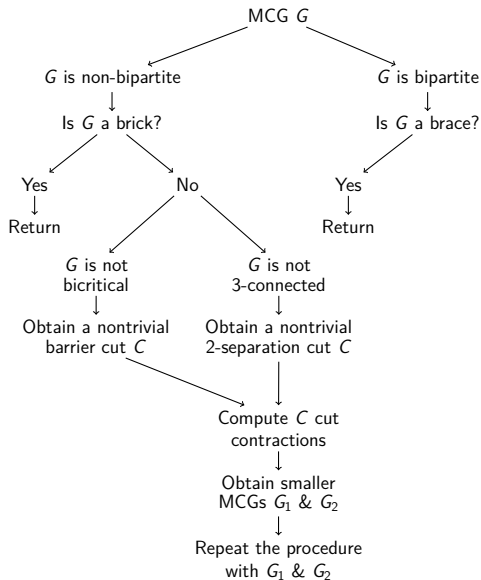 MCG G
G is non-bipartite
G is bipartite
Is G a brick?
Is G a brace?
Yes
No
Yes
Return
Return
G is not
bicritical
G is not
3-connected
Obtain a nontrivial
barrier cut C
Obtain a nontrivial
2-separation cut C
Compute C cut
contractions
Obtain smaller
MCGs G₁ & G₂
Repeat the procedure
with G₁ & G₂